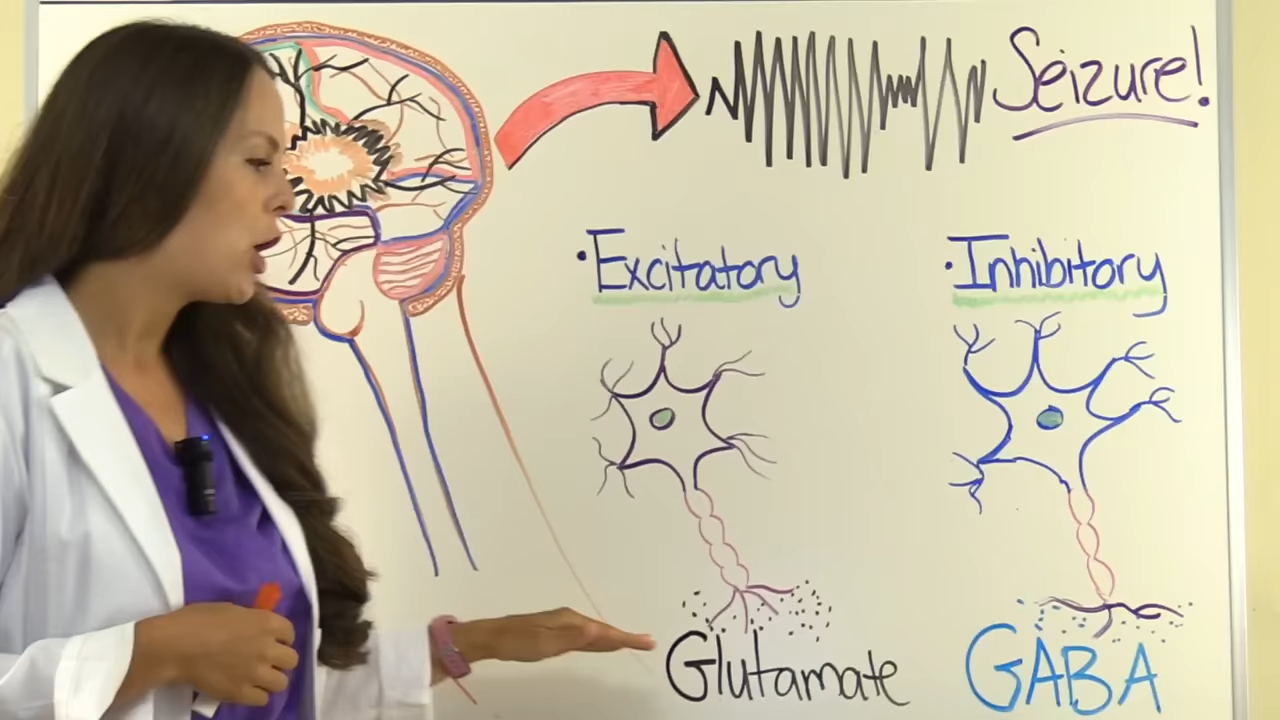 Seizure!
• Excitatory
• Inhibitory
Glutamate
GABA